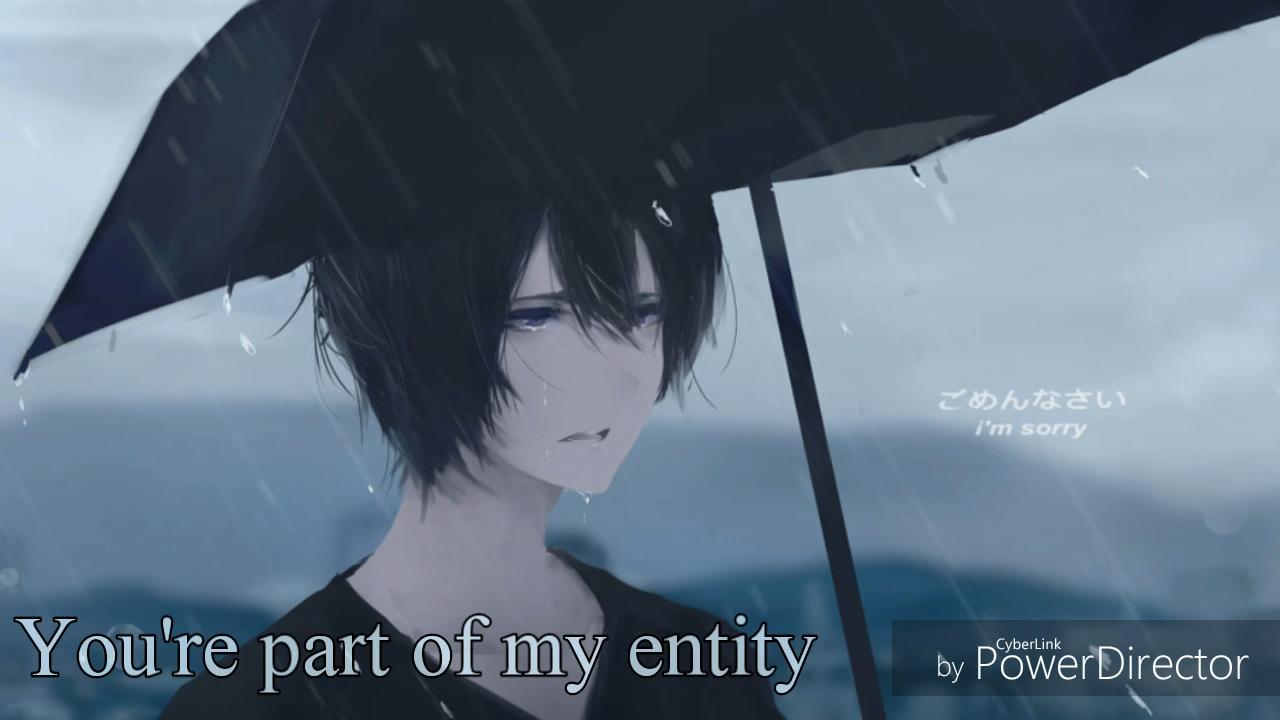 ごめんなさい
i'm sorry
You're part of my entity
CyberLink
by PowerDirector